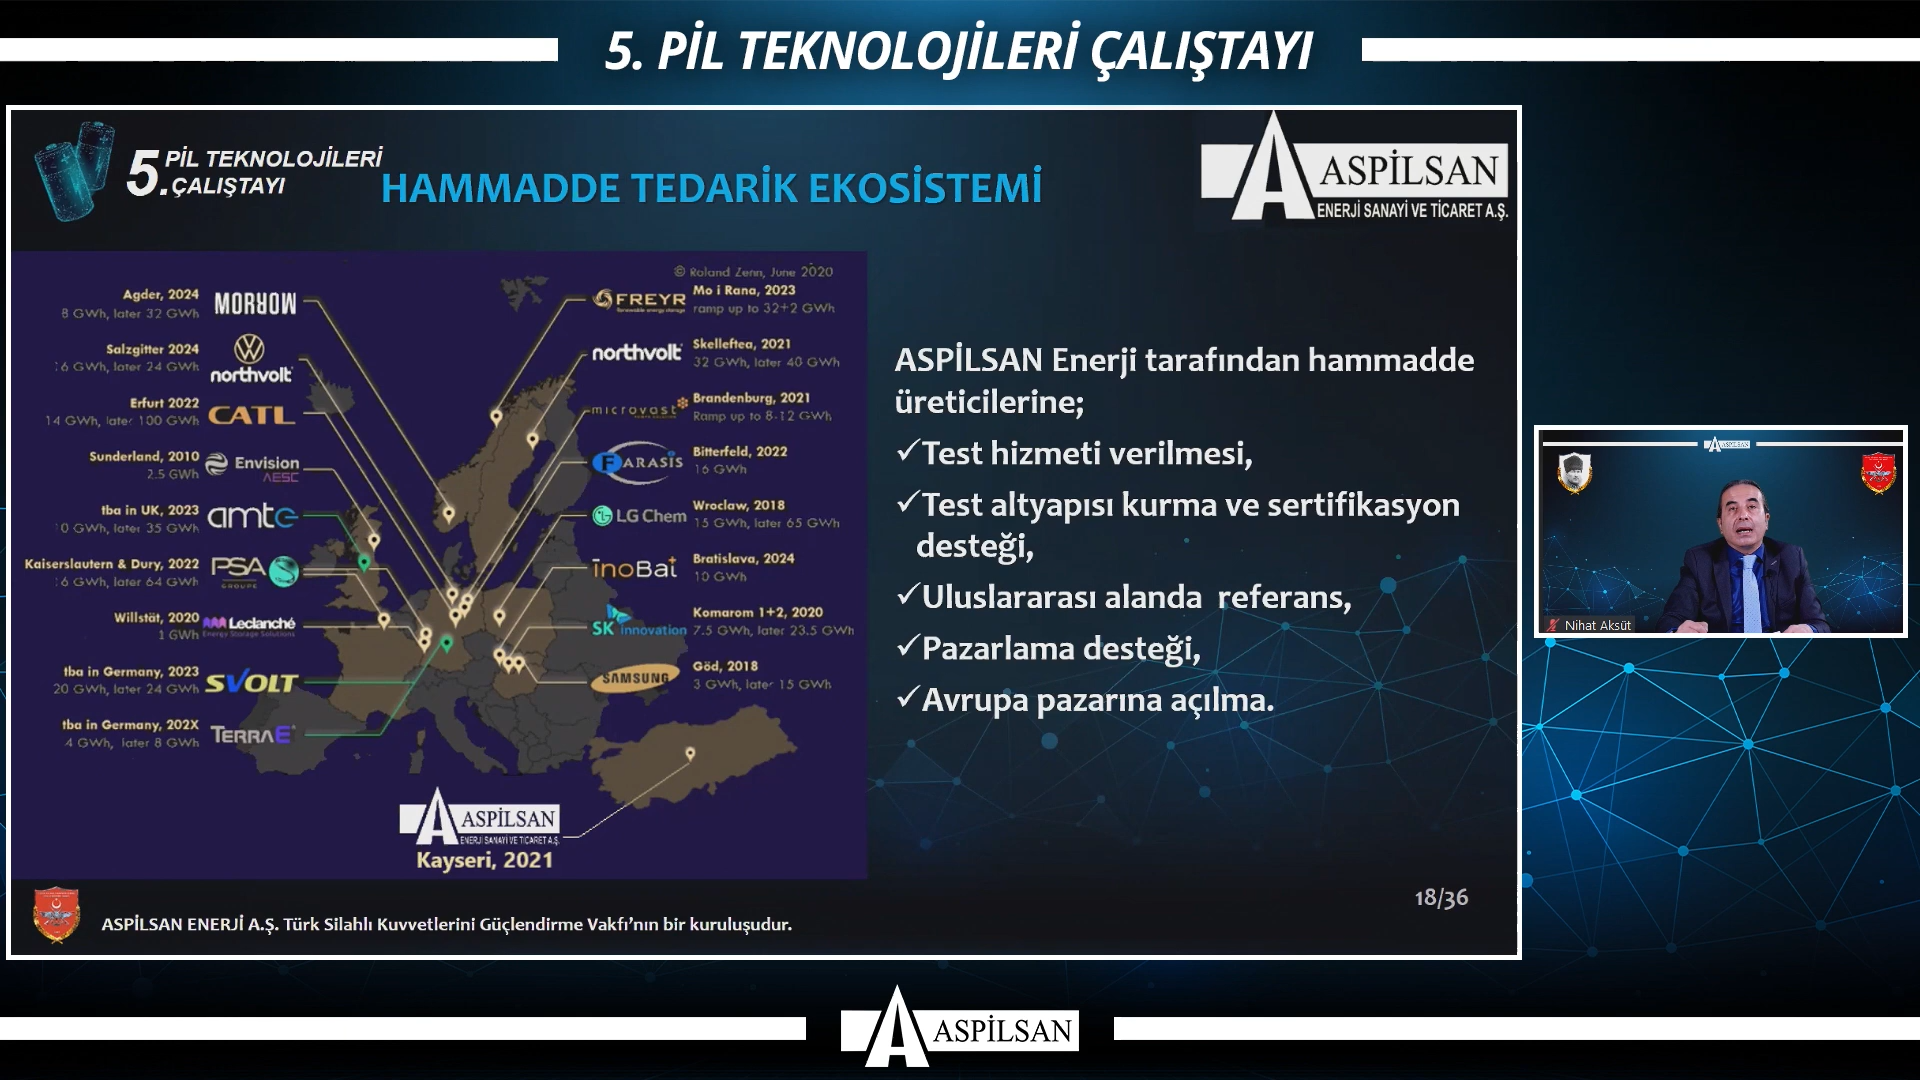 5. PİL TEKNOLOJİLERİ ÇALIŞTAYI
5. PİL TEKNOLOJİLERİ
ÇALIŞTAYI
HAMMADDE TEDARİK EKOSİSTEMİ
ASPİLSAN
ENERJİ SANAYİ VE TİCARET A.Ş.
© Roland Zenn, June 2020
Agder, 2024
8 GWh, later 32 GWh
MORROW
Salzgitter 2024
16 GWh, later 24 GWh
northvolt
Erfurt 2022
14 GWh, later 100 GWh
CATL
Sunderland, 2010
2.5 GWh
Envision
AESC
tba in UK, 2023
10 GWh, later 35 GWh
amte
Kaiserslautern & Dury, 2022
16 GWh, later 64 GWh
PSA
GROUPE
Willstät, 2020
1 GWh
Leclanché
Energy Storage Solutions
tba in Germany, 2023
20 GWh, later 24 GWh
SVOLT
tba in Germany, 202X
4 GWh, later 8 GWh
TERRAE
FREYR
Mo i Rana, 2023
ramp up to 32+2 GWh
northvolt
Skelleftea, 2021
32 GWh, later 40 GWh
microvast
Brandenburg, 2021
Ramp up to 8-12 GWh
FARASIS
Bitterfeld, 2022
16 GWh
LG Chem
Wroclaw, 2018
15 GWh, later 65 GWh
inoBat
Bratislava, 2024
10 GWh
SK innovation
Komarom 1+2, 2020
7.5 GWh, later 23.5 GWh
SAMSUNG
Göd, 2018
3 GWh, later 15 GWh
ASPİLSAN
ENERJİ SANAYİ VE TİCARET A.Ş.
Kayseri, 2021
ASPİLSAN Enerji tarafından hammadde
üreticilerine;
✓Test hizmeti verilmesi,
✓Test altyapısı kurma ve sertifikasyon
desteği,
✓Uluslararası alanda referans,
✓Pazarlama desteği,
✓Avrupa pazarına açılma.
18/36
ASPİLSAN ENERJİ A.Ş. Türk Silahlı Kuvvetlerini Güçlendirme Vakfı’nın bir kuruluşudur.
ASPİLSAN
Nihat Aksüt
ASPİLSAN